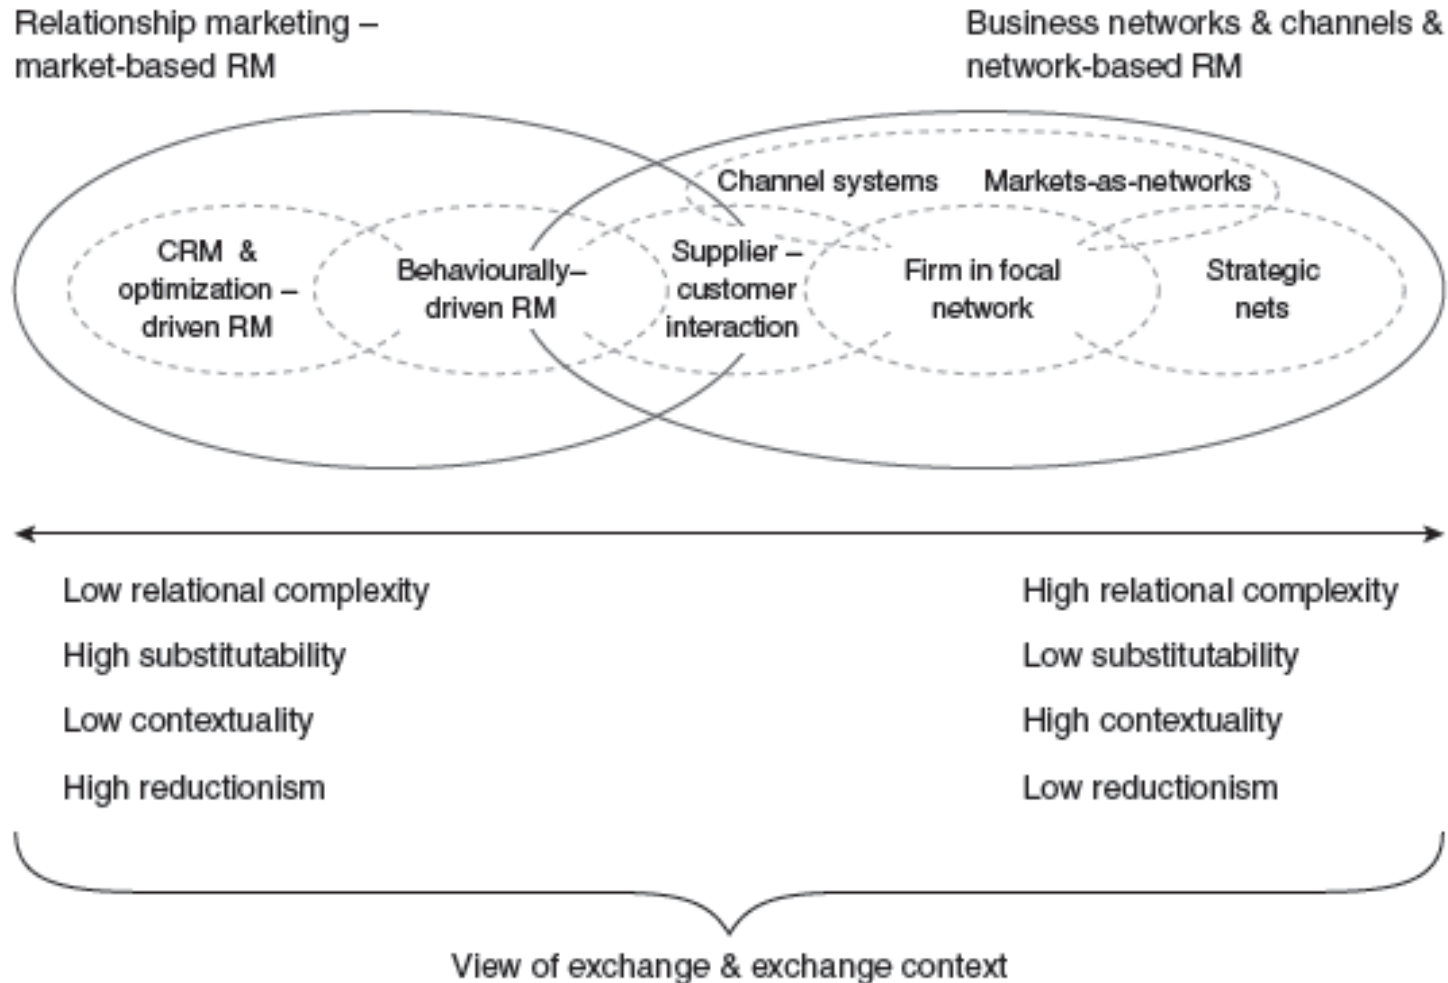 Relationship marketing –
market-based RM
Business networks & channels &
network-based RM
Channel systems
Markets-as-networks
CRM &
optimization –
driven RM
Behaviourally–
driven RM
Supplier –
customer
interaction
Firm in focal
network
Strategic
nets
Low relational complexity
High relational complexity
High substitutability
Low substitutability
Low contextuality
High contextuality
High reductionism
Low reductionism
View of exchange & exchange context